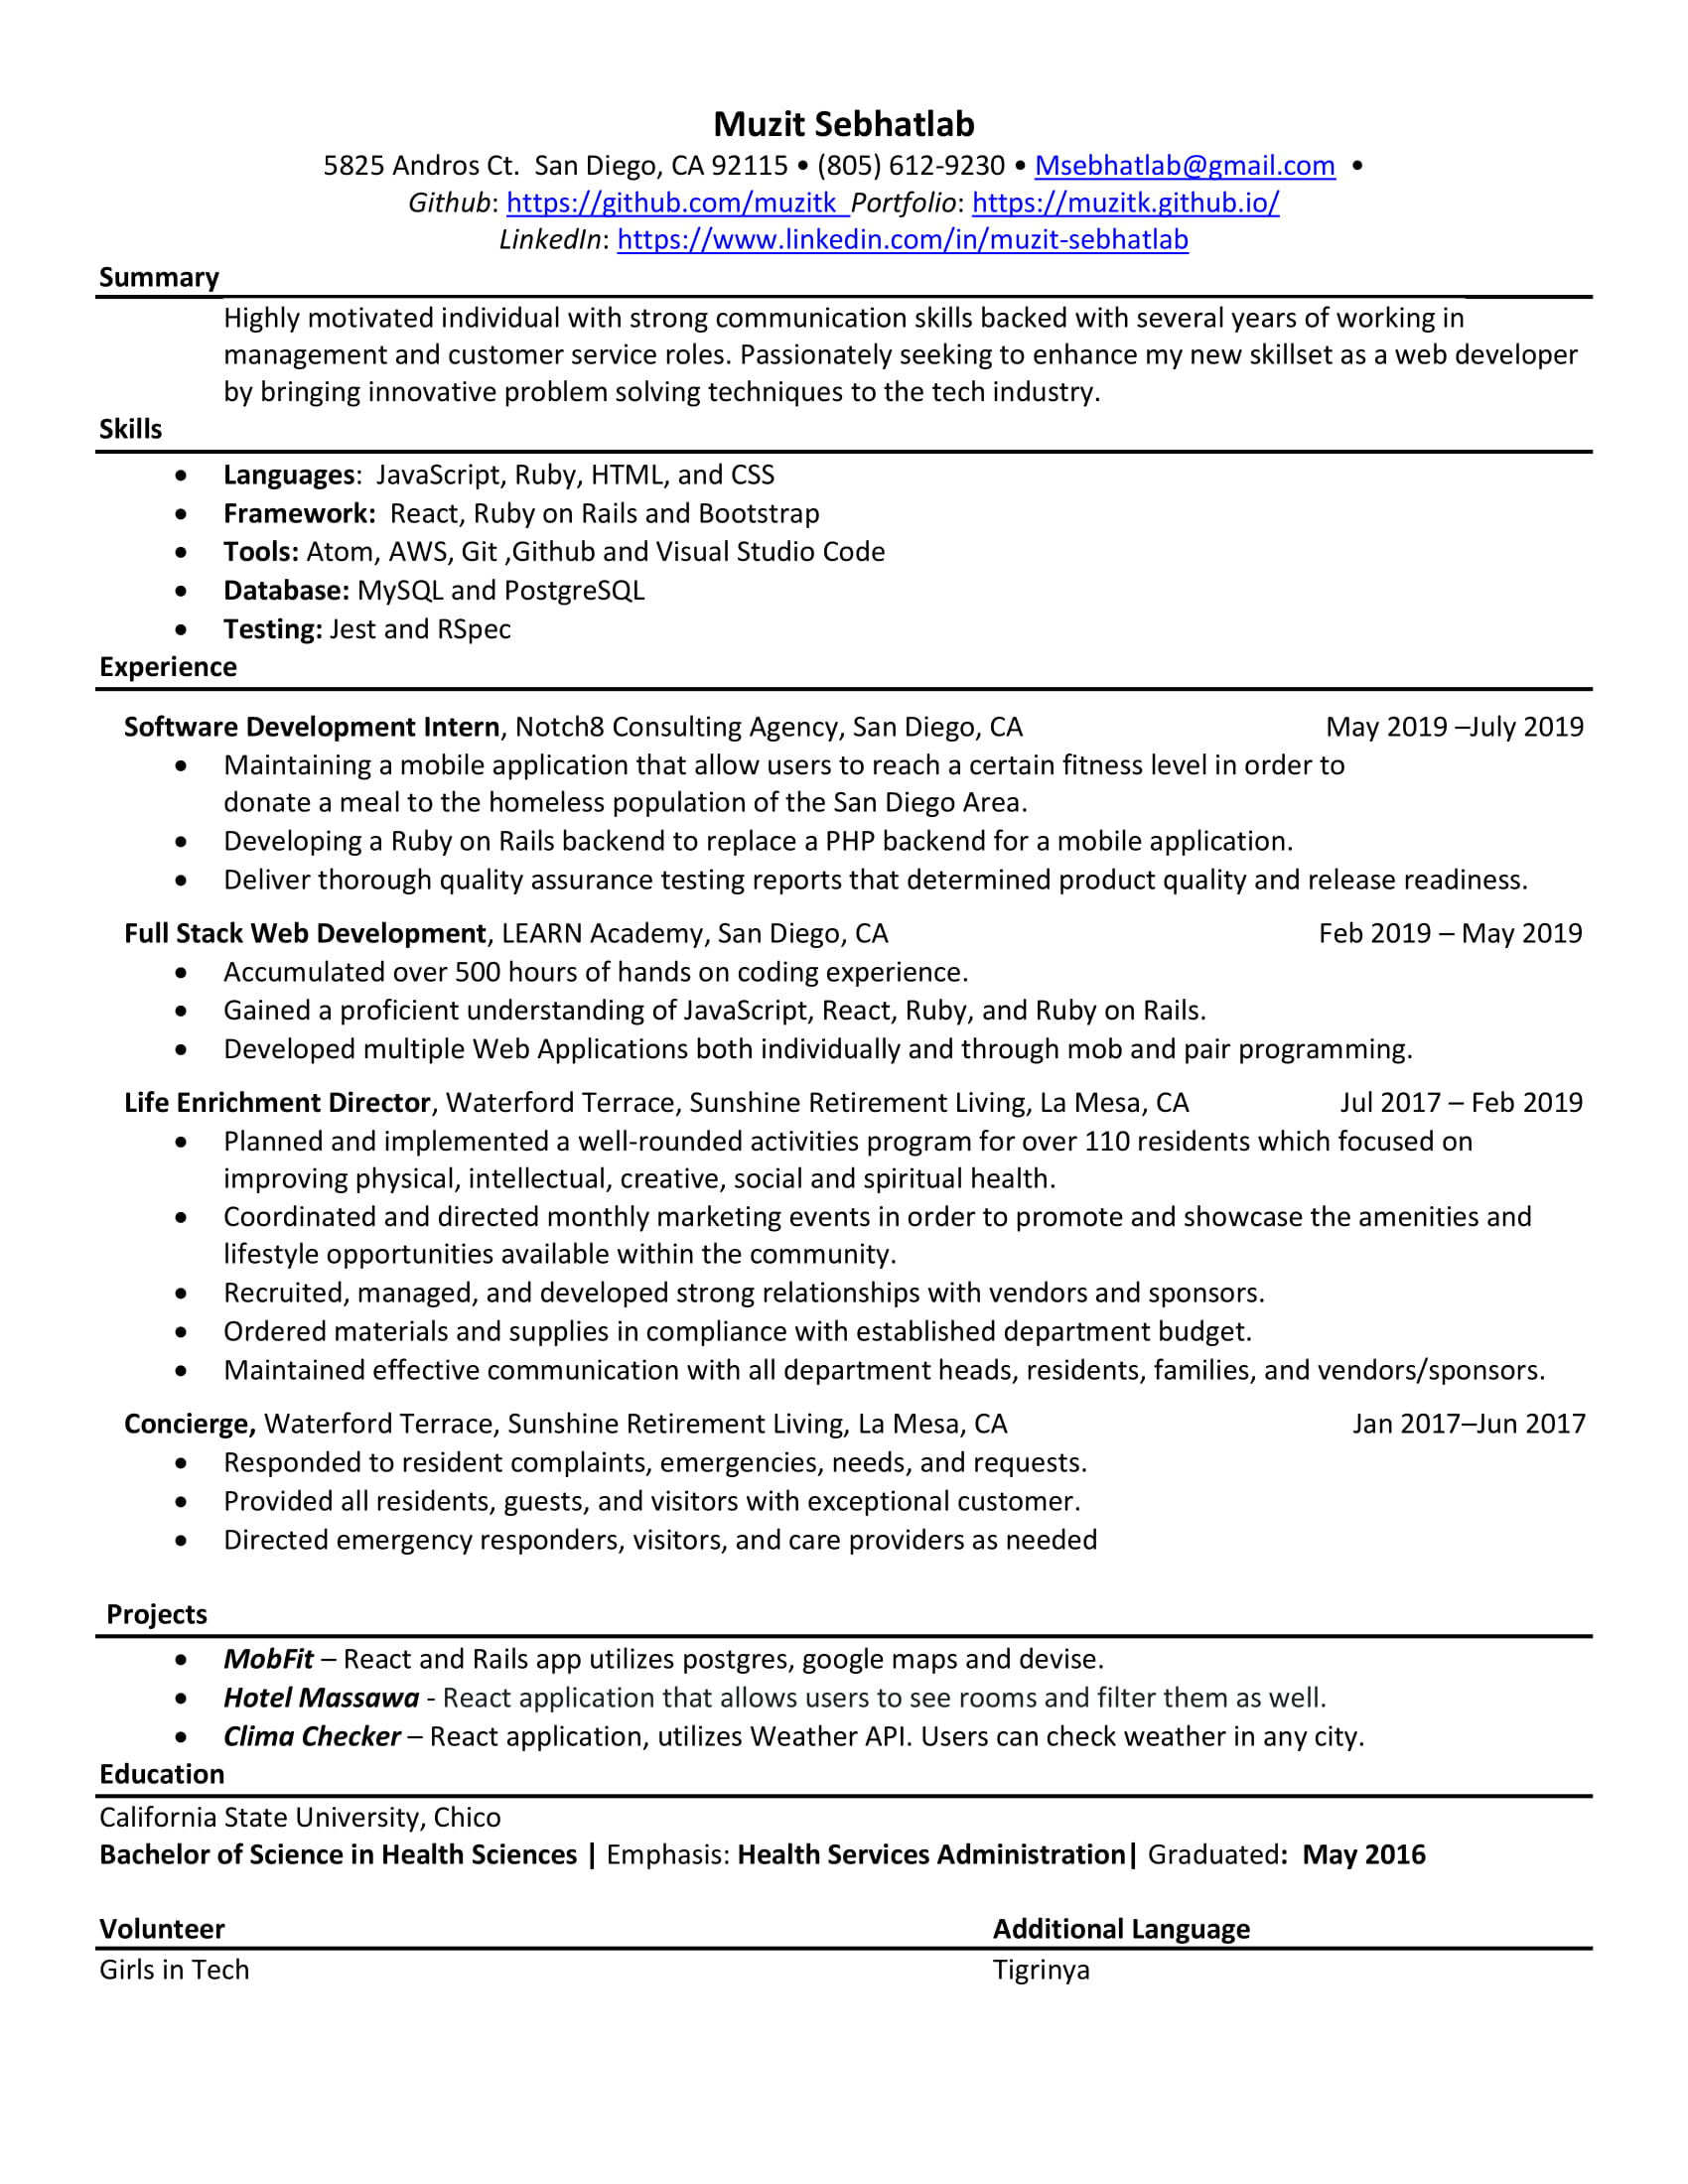 Muzit Sebhatlab
5825 Andros Ct.  San Diego, CA 92115 • (805) 612-9230 • Msebhatlab@gmail.com •
Github: https://github.com/muzitk  Portfolio: https://muzitk.github.io/
LinkedIn: https://www.linkedin.com/in/muzit-sebhatlab
Summary
Highly motivated individual with strong communication skills backed with several years of working in
management and customer service roles. Passionately seeking to enhance my new skillset as a web developer
by bringing innovative problem solving techniques to the tech industry.
Skills
• Languages:  JavaScript, Ruby, HTML, and CSS
• Framework:  React, Ruby on Rails and Bootstrap
• Tools: Atom, AWS, Git ,Github and Visual Studio Code
• Database: MySQL and PostgreSQL
• Testing: Jest and RSpec
Experience
Software Development Intern, Notch8 Consulting Agency, San Diego, CA May 2019 –July 2019
• Maintaining a mobile application that allow users to reach a certain fitness level in order to
donate a meal to the homeless population of the San Diego Area.
• Developing a Ruby on Rails backend to replace a PHP backend for a mobile application.
• Deliver thorough quality assurance testing reports that determined product quality and release readiness.
Full Stack Web Development, LEARN Academy, San Diego, CA Feb 2019 – May 2019
• Accumulated over 500 hours of hands on coding experience.
• Gained a proficient understanding of JavaScript, React, Ruby, and Ruby on Rails.
• Developed multiple Web Applications both individually and through mob and pair programming.
Life Enrichment Director, Waterford Terrace, Sunshine Retirement Living, La Mesa, CA Jul 2017 – Feb 2019
• Planned and implemented a well-rounded activities program for over 110 residents which focused on
improving physical, intellectual, creative, social and spiritual health.
• Coordinated and directed monthly marketing events in order to promote and showcase the amenities and
lifestyle opportunities available within the community.
• Recruited, managed, and developed strong relationships with vendors and sponsors.
• Ordered materials and supplies in compliance with established department budget.
• Maintained effective communication with all department heads, residents, families, and vendors/sponsors.
Concierge, Waterford Terrace, Sunshine Retirement Living, La Mesa, CA Jan 2017–Jun 2017
• Responded to resident complaints, emergencies, needs, and requests.
• Provided all residents, guests, and visitors with exceptional customer.
• Directed emergency responders, visitors, and care providers as needed
Projects
• MobFit – React and Rails app utilizes postgres, google maps and devise.
• Hotel Massawa - React application that allows users to see rooms and filter them as well.
• Clima Checker – React application, utilizes Weather API. Users can check weather in any city.
Education
California State University, Chico
Bachelor of Science in Health Sciences | Emphasis: Health Services Administration| Graduated:  May 2016
Volunteer Additional Language
Girls in Tech Tigrinya